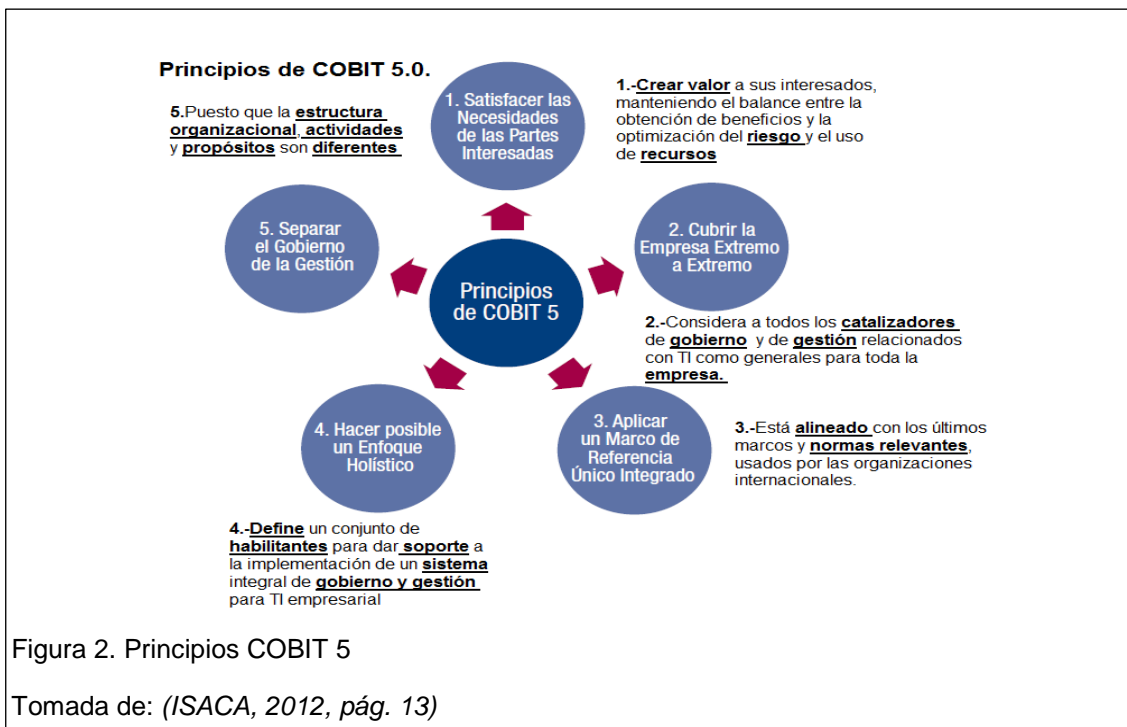 Principios de COBIT 5.0.
5.Puesto que la estructura
organizacional, actividades
y propósitos son diferentes
1. Satisfacer las
Necesidades
de las Partes
Interesadas
1.-Crear valor a sus interesados,
manteniendo el balance entre la
obtención de beneficios y la
optimización del riesgo y el uso
de recursos
5. Separar
el Gobierno
de la Gestión
2. Cubrir la
Empresa Extremo
a Extremo
Principios
de COBIT 5
2.-Considera a todos los catalizadores
de gobierno y de gestión relacionados
con TI como generales para toda la
empresa.
4. Hacer posible
un Enfoque
Holístico
3. Aplicar
un Marco de
Referencia
Único Integrado
3.-Está alineado con los últimos
marcos y normas relevantes,
usados por las organizaciones
internacionales.
4.-Define un conjunto de
habilitantes para dar soporte a
la implementación de un sistema
integral de gobierno y gestión
para TI empresarial
Figura 2. Principios COBIT 5
Tomada de: (ISACA, 2012, pág. 13)